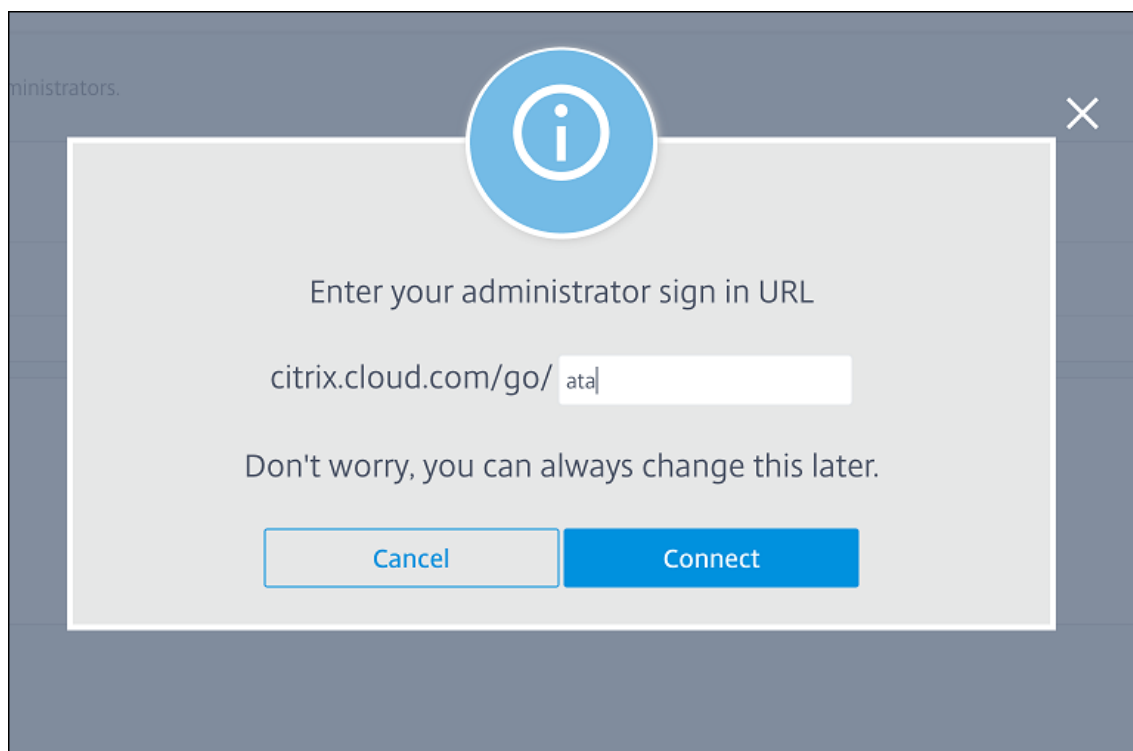 ministrators.
Enter your administrator sign in URL
citrix.cloud.com/go/ ata
Don't worry, you can always change this later.
Cancel Connect